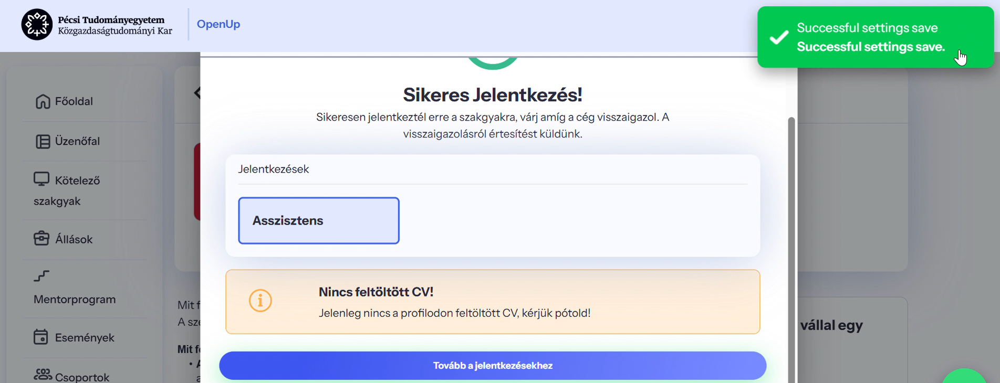 Pécsi Tudományegyetem
Közgazdaságtudományi Kar
OpenUp
Successful settings save
Successful settings save.
Főoldal
Üzenőfal
Kötelező
szakgyak
Állások
Mentorprogram
Események
Csoportok
Sikeres Jelentkezés!
Sikeresen jelentkeztél erre a szakgyakra, várj amíg a cég visszaigazol. A
visszaigazolásról értesítést küldünk.
Jelentkezések
Asszisztens
Nincs feltöltött CV!
Jelenleg nincs a profilodon feltöltött CV, kérjük pótold!
Tovább a jelentkezésekhez
Mit
A
Mit
vállal egy